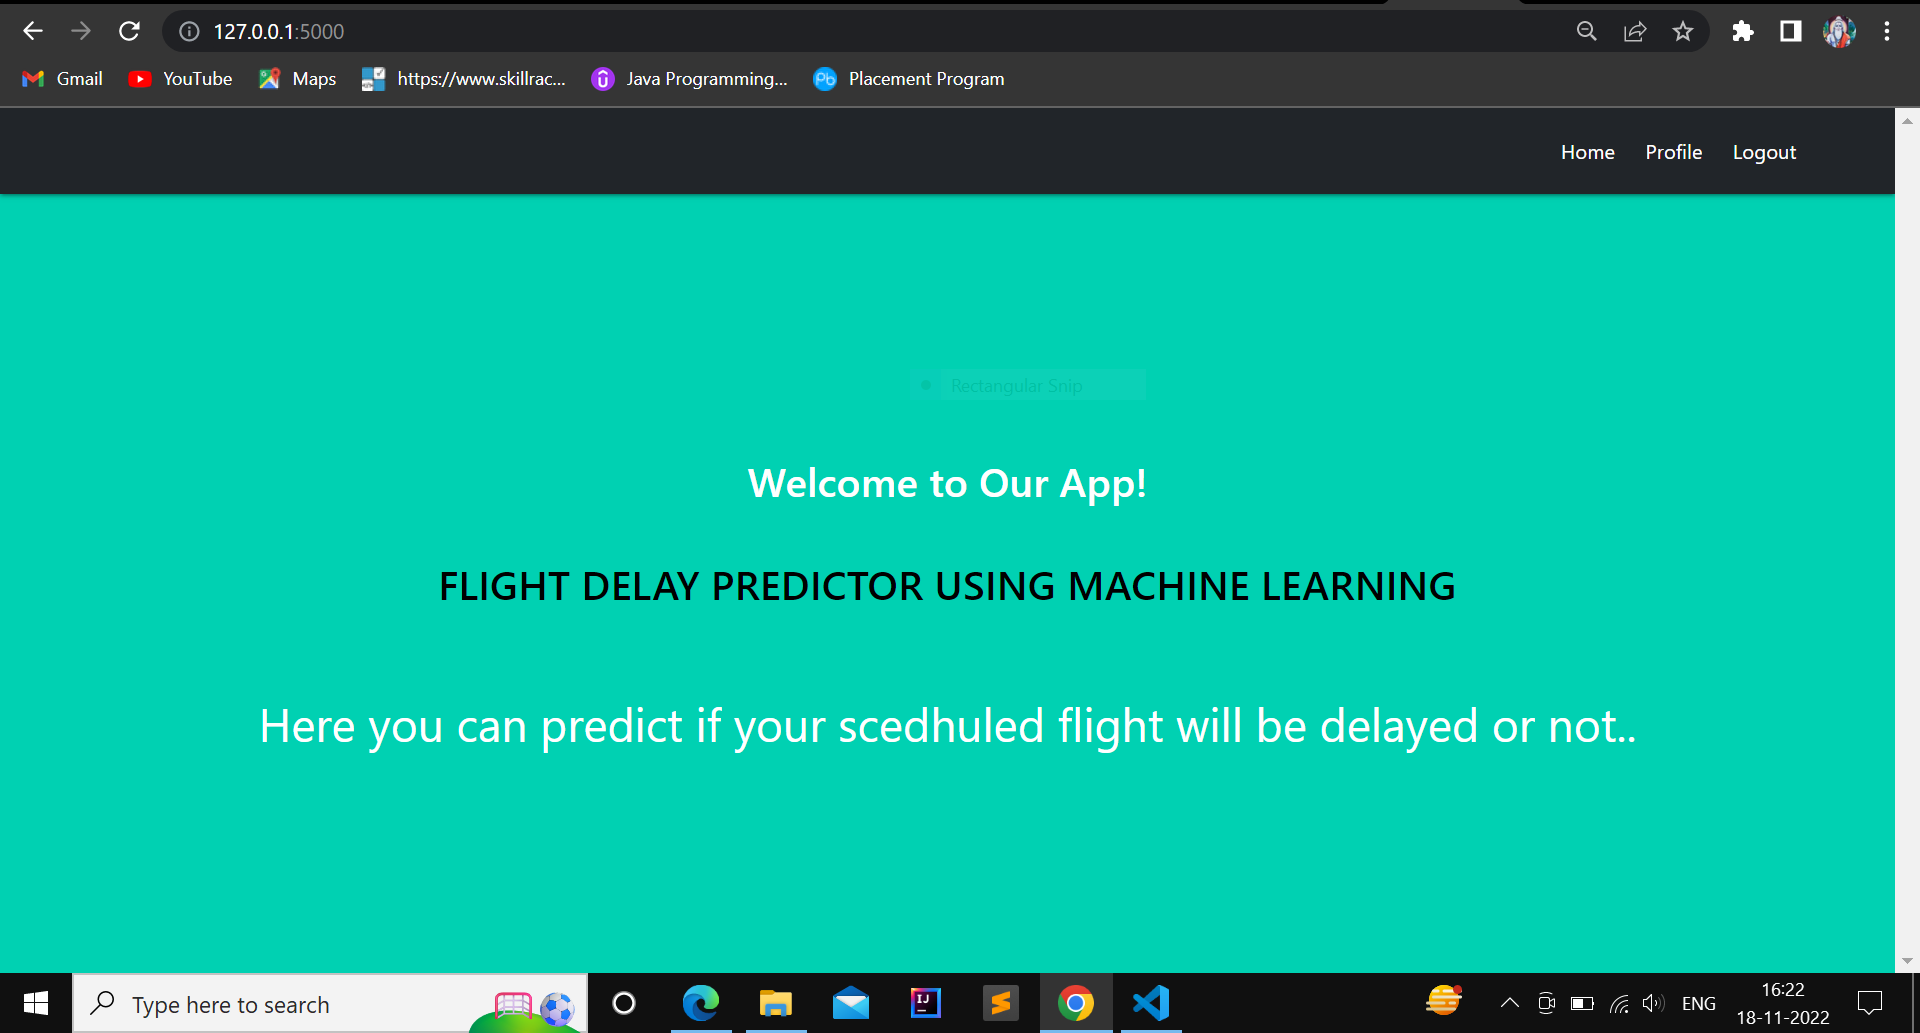 127.0.0.1:5000
Gmail YouTube Maps https://www.skillrac... Java Programming... Placement Program
Home Profile Logout
Rectangular Snip
Welcome to Our App!
FLIGHT DELAY PREDICTOR USING MACHINE LEARNING
Here you can predict if your scedhuled flight will be delayed or not..
Type here to search
ENG
16:22
18-11-2022